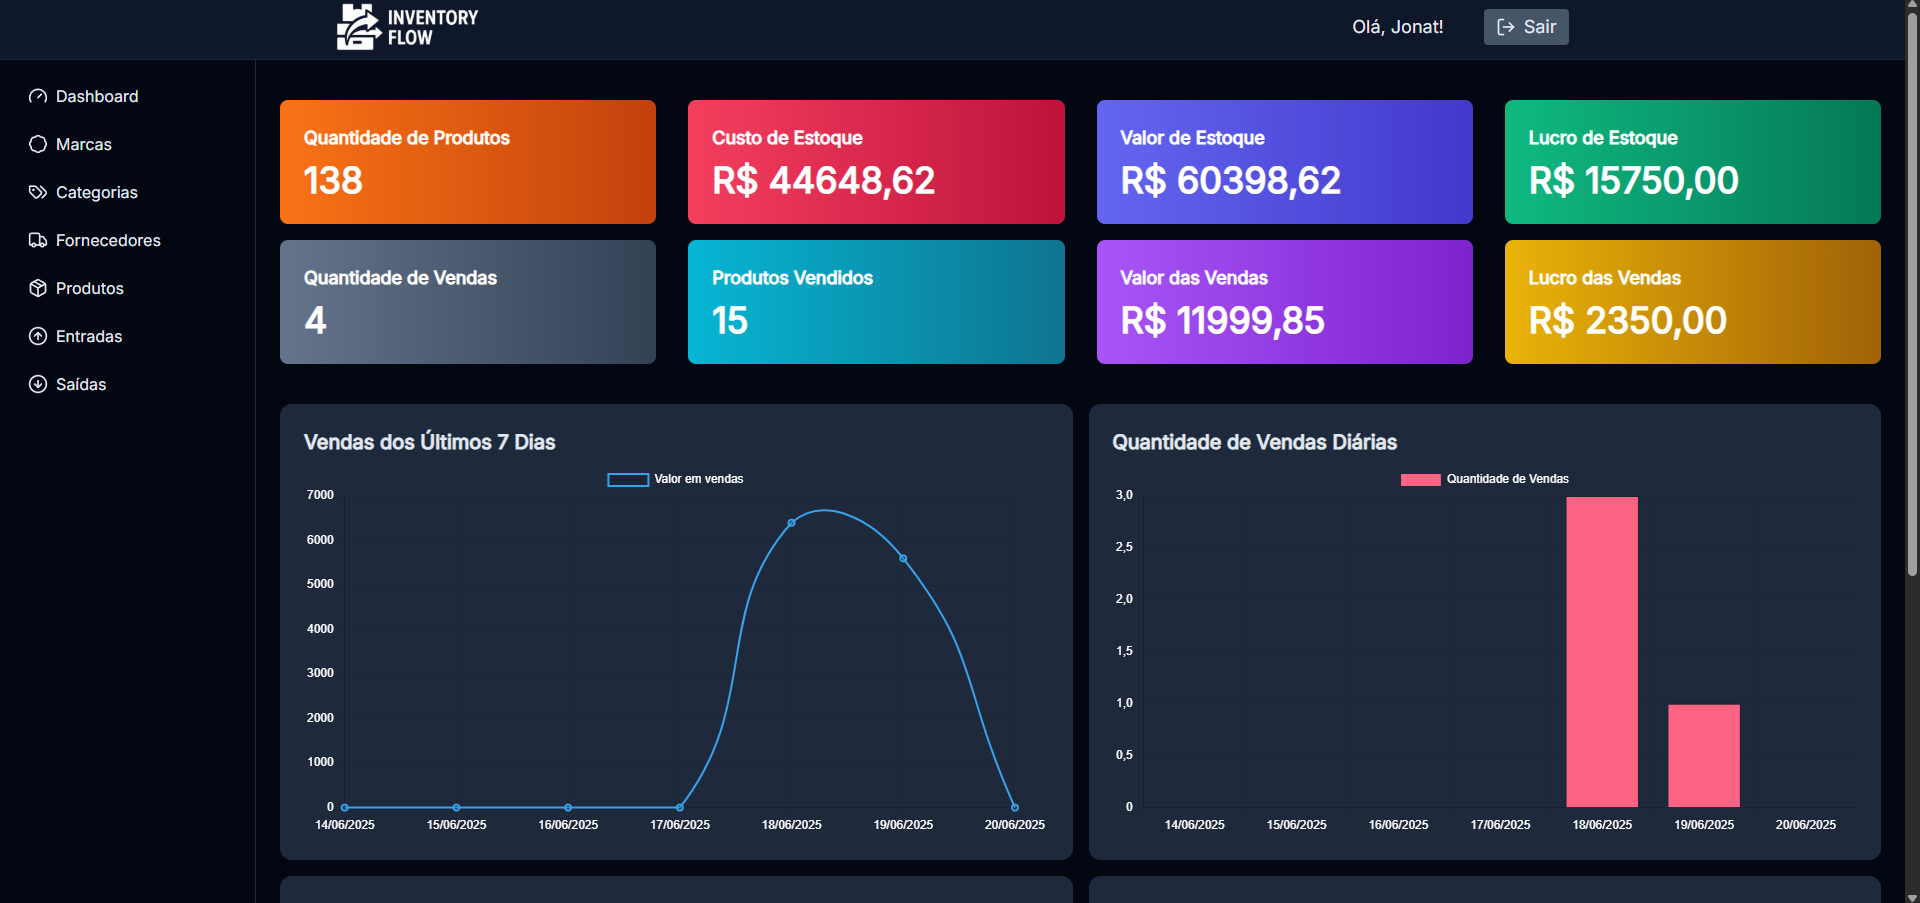 INVENTORY
FLOW
Olá, Jonat!
Sair
Dashboard
Marcas
Categorias
Fornecedores
Produtos
Entradas
Saídas
Quantidade de Produtos
138
Custo de Estoque
R$ 44648,62
Valor de Estoque
R$ 60398,62
Lucro de Estoque
R$ 15750,00
Quantidade de Vendas
4
Produtos Vendidos
15
Valor das Vendas
R$ 11999,85
Lucro das Vendas
R$ 2350,00
Vendas dos Últimos 7 Dias
Valor em vendas
7000
6000
5000
4000
3000
2000
1000
0
14/06/2025 15/06/2025 16/06/2025 17/06/2025 18/06/2025 19/06/2025 20/06/2025
Quantidade de Vendas Diárias
Quantidade de Vendas
3,0
2,5
2,0
1,5
1,0
0,5
0
14/06/2025 15/06/2025 16/06/2025 17/06/2025 18/06/2025 19/06/2025 20/06/2025